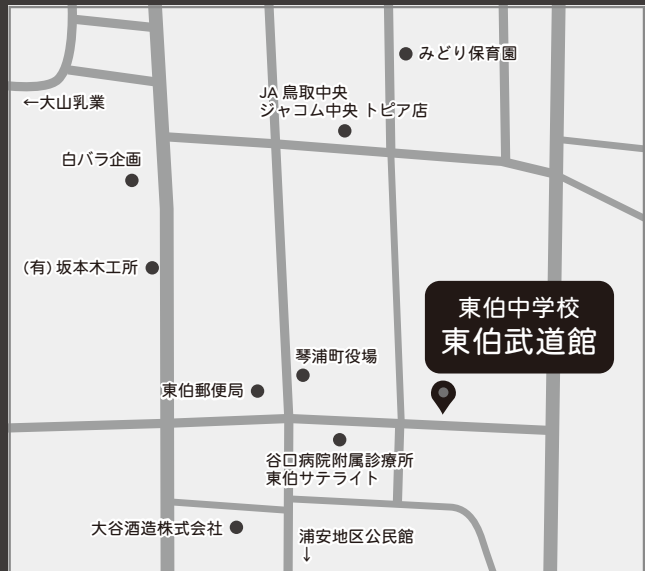 みどり保育園
←大山乳業
JA 鳥取中央
ジャコム中央 トピア店
白バラ企画
(有) 坂本木工所
東伯中学校
東伯武道館
琴浦町役場
東伯郵便局
谷口病院附属診療所
東伯サテライト
大谷酒造株式会社
浦安地区公民館
↓